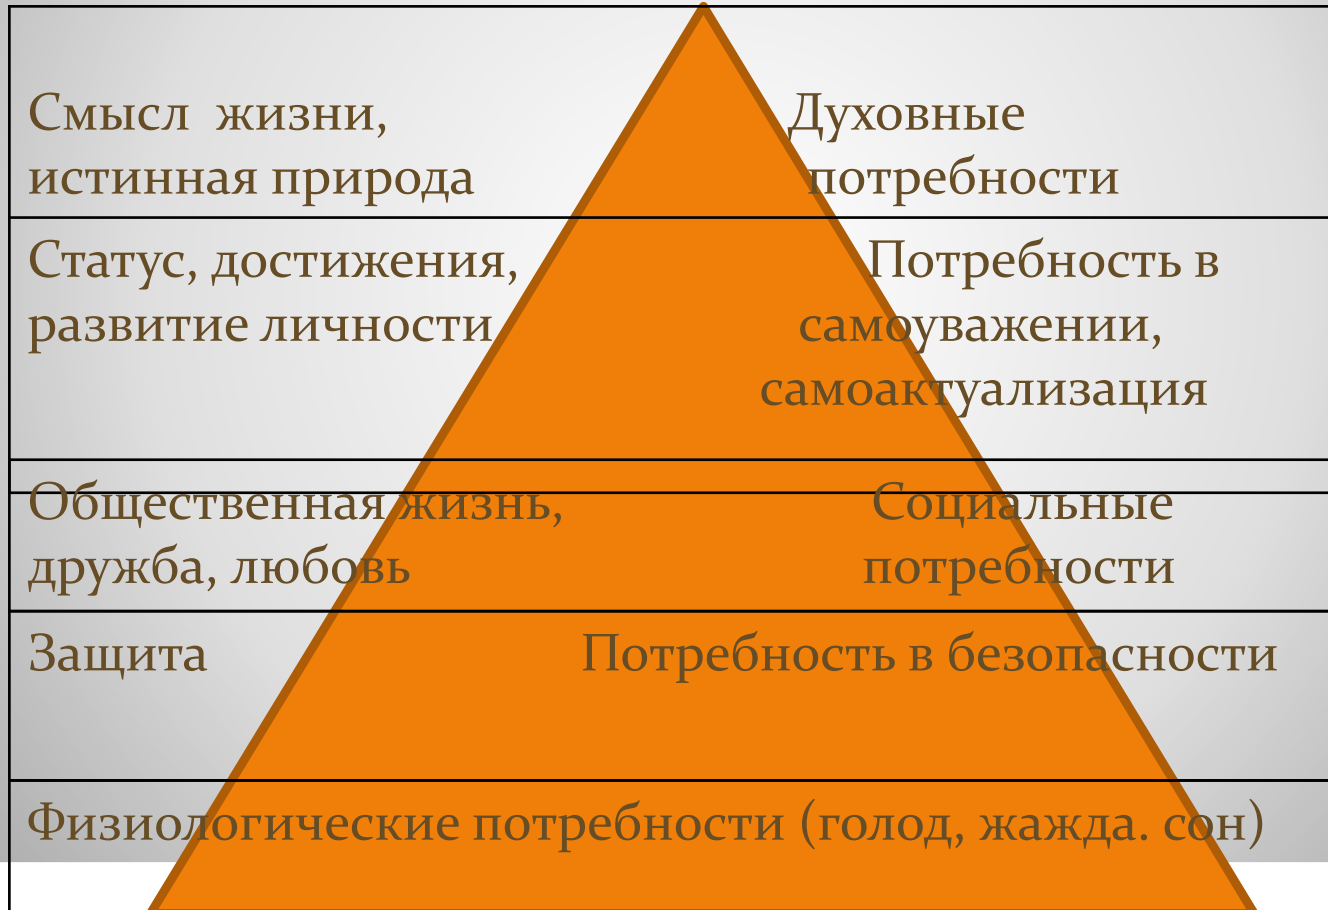 Смысл жизни,
истинная природа
Духовные
потребности
Статус, достижения,
развитие личности
Потребность в
самоуважении,
самоактуализация
Общественная жизнь,
дружба, любовь
Социальные
потребности
Защита
Потребность в безопасности
Физиологические потребности (голод, жажда. сон)